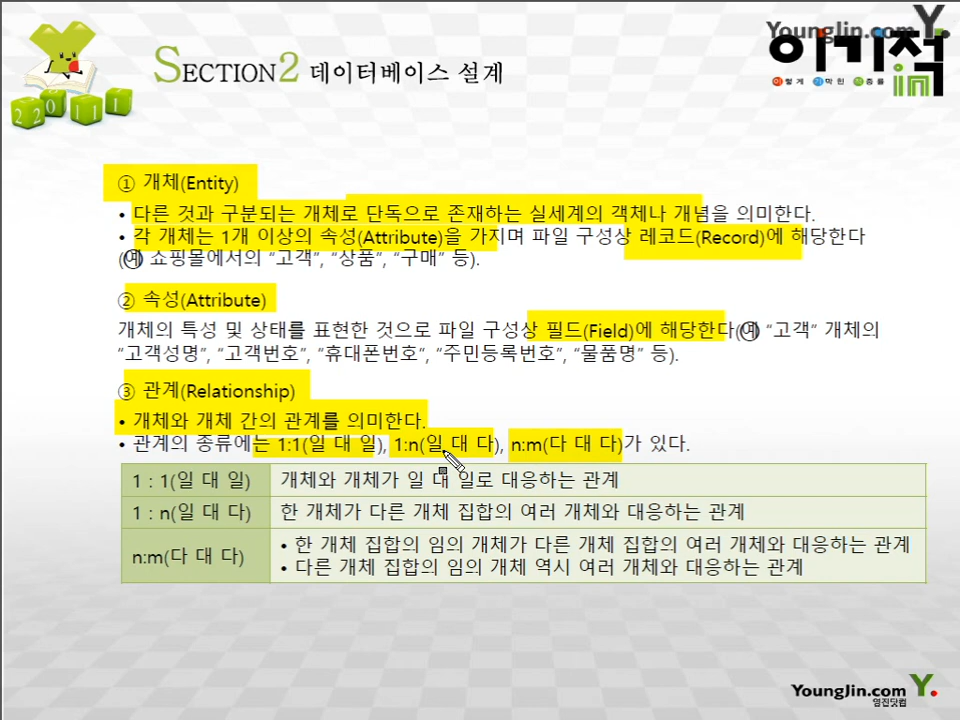 YoungJin.com Y.
SECTION2 데이터베이스 설계
이기적in
이렇게 기막힌 적중률
22011
① 개체(Entity)
• 다른 것과 구분되는 개체로 단독으로 존재하는 실세계의 객체나 개념을 의미한다.
• 각 개체는 1개 이상의 속성(Attribute)을 가지며 파일 구성상 레코드(Record)에 해당한다
(예 쇼핑몰에서의 “고객”, “상품”, “구매” 등).
② 속성(Attribute)
개체의 특성 및 상태를 표현한 것으로 파일 구성상 필드(Field)에 해당한다(예 “고객” 개체의
“고객성명”, “고객번호”, “휴대폰번호”, “주민등록번호”, “물품명” 등).
③ 관계(Relationship)
• 개체와 개체 간의 관계를 의미한다.
• 관계의 종류에는 1:1(일 대 일), 1:n(일 대 다), n:m(다 대 다)가 있다.
1 : 1(일 대 일) 개체와 개체가 일 대 일로 대응하는 관계
1 : n(일 대 다) 한 개체가 다른 개체 집합의 여러 개체와 대응하는 관계
n:m(다 대 다) • 한 개체 집합의 임의 개체가 다른 개체 집합의 여러 개체와 대응하는 관계
• 다른 개체 집합의 임의 개체 역시 여러 개체와 대응하는 관계
YoungJin.com Y.
영진닷컴